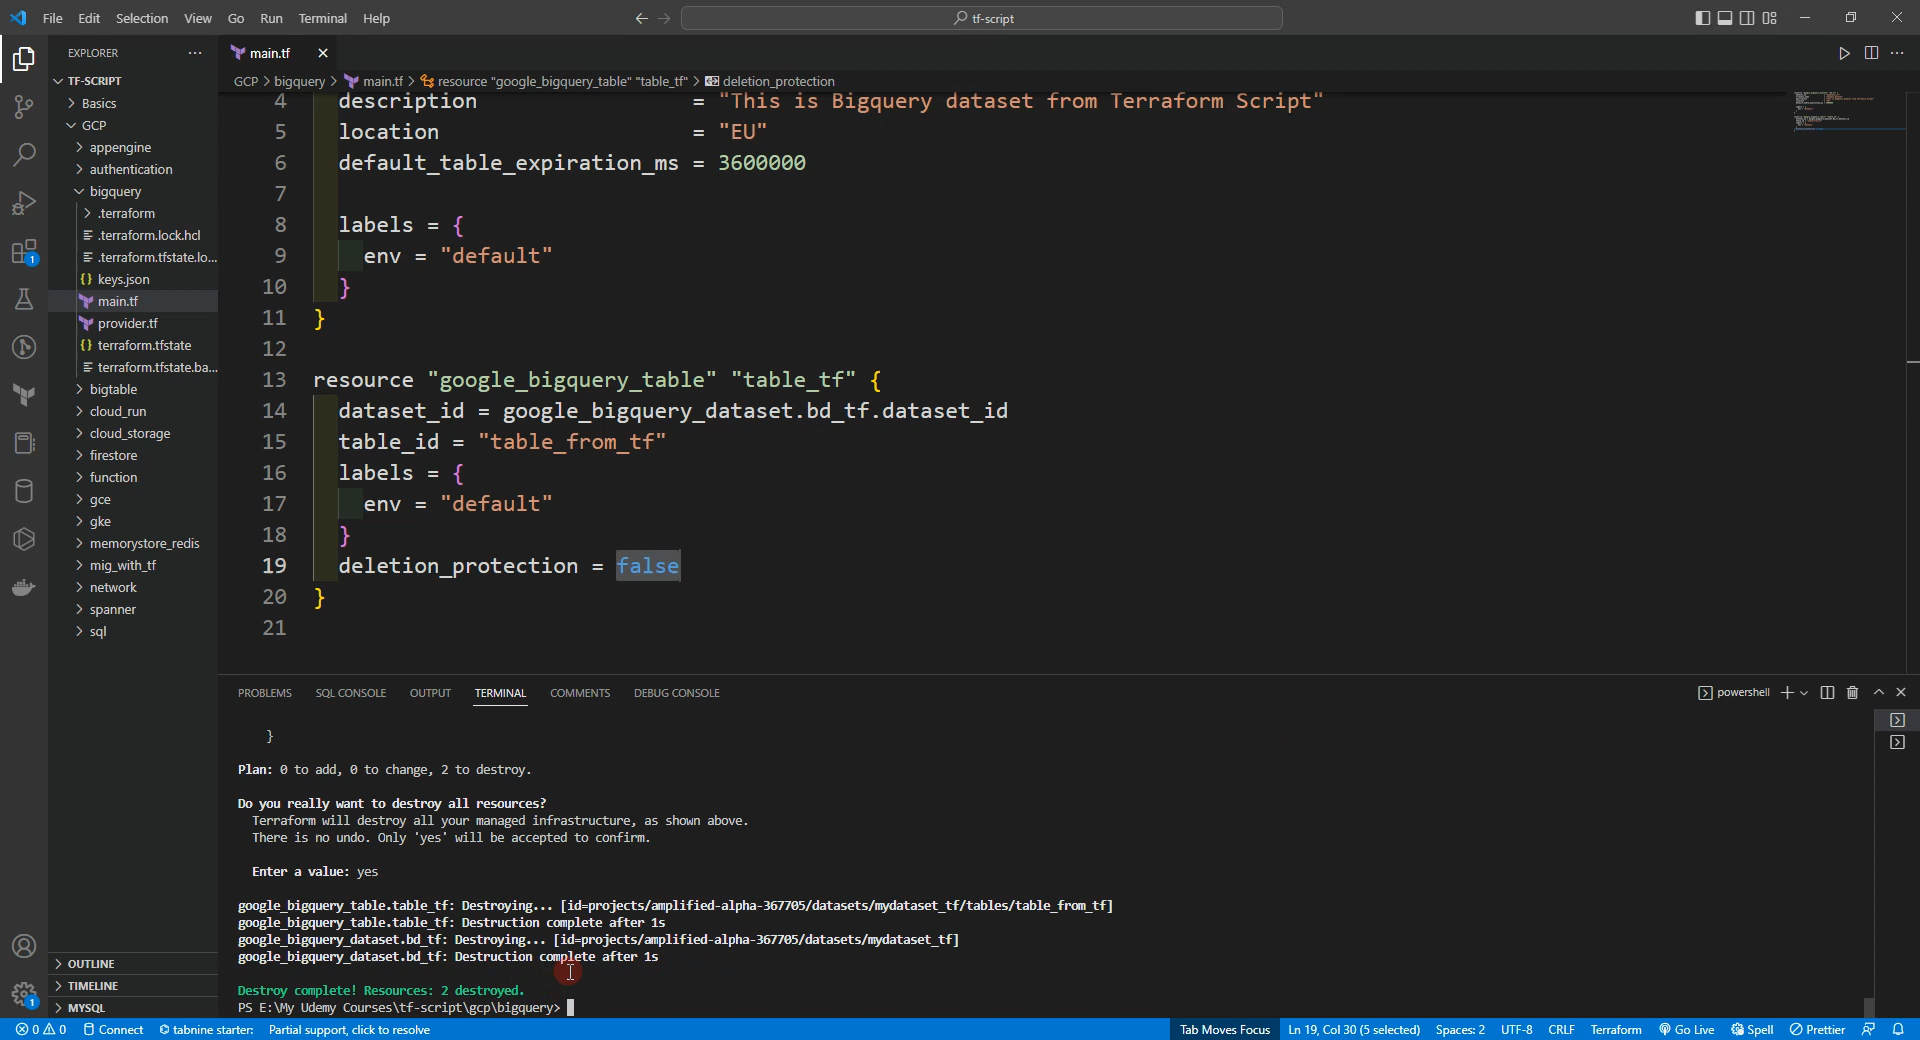 File Edit Selection View Go Run Terminal Help
tf-script
EXPLORER
TF-SCRIPT
Basics
GCP
appengine
authentication
bigquery
.terraform
.terraform.lock.hcl
.terraform.tfstate.lo...
keys.json
main.tf
provider.tf
terraform.tfstate
terraform.tfstate.ba...
bigtable
cloud_run
cloud_storage
firestore
function
gce
gke
memorystore_redis
mig_with_tf
network
spanner
sql
OUTLINE
TIMELINE
MYSQL
main.tf
GCP > bigquery > main.tf > resource "google_bigquery_table" "table_tf" > deletion_protection
4 description = "This is Bigquery dataset from Terraform Script"
5 location = "EU"
6 default_table_expiration_ms = 3600000
7
8 labels = {
9 env = "default"
10 }
11 }
12
13 resource "google_bigquery_table" "table_tf" {
14 dataset_id = google_bigquery_dataset.bd_tf.dataset_id
15 table_id = "table_from_tf"
16 labels = {
17 env = "default"
18 }
19 deletion_protection = false
20 }
21
PROBLEMS SQL CONSOLE OUTPUT TERMINAL COMMENTS DEBUG CONSOLE
powershell
}
Plan: 0 to add, 0 to change, 2 to destroy.
Do you really want to destroy all resources?
Terraform will destroy all your managed infrastructure, as shown above.
There is no undo. Only 'yes' will be accepted to confirm.
Enter a value: yes
google_bigquery_table.table_tf: Destroying... [id=projects/amplified-alpha-367705/datasets/mydataset_tf/tables/table_from_tf]
google_bigquery_table.table_tf: Destruction complete after 1s
google_bigquery_dataset.bd_tf: Destroying... [id=projects/amplified-alpha-367705/datasets/mydataset_tf]
google_bigquery_dataset.bd_tf: Destruction complete after 1s
Destroy complete! Resources: 2 destroyed.
PS E:\My Udemy Courses\tf-script\gcp\bigquery>
0 0 Connect tabnine starter: Partial support, click to resolve Tab Moves Focus Ln 19, Col 30 (5 selected) Spaces: 2 UTF-8 CRLF Terraform Go Live Spell Prettier